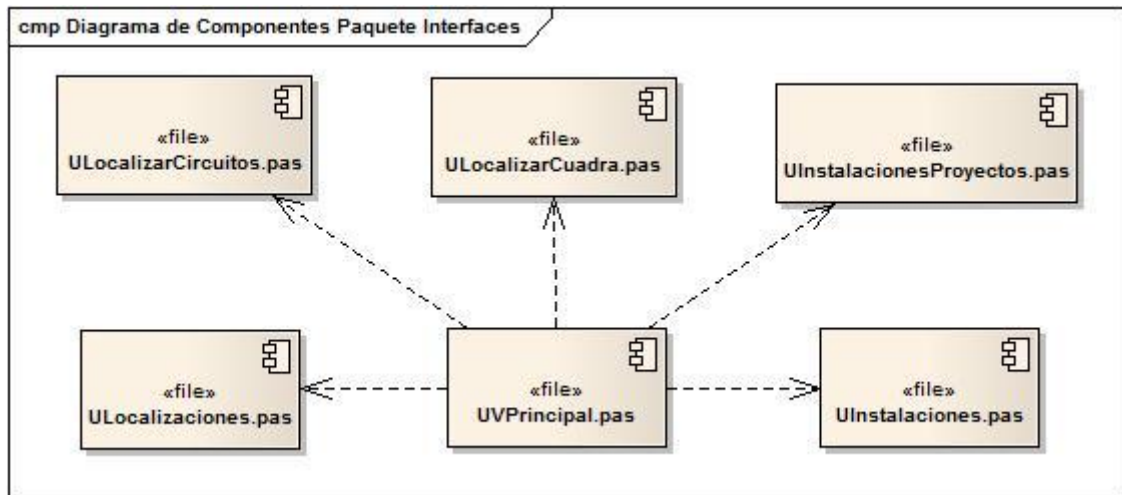 cmp Diagrama de Componentes Paquete Interfaces
«file»
ULocalizarCircuitos.pas
«file»
ULocalizarCuadra.pas
«file»
UInstalacionesProyectos.pas
«file»
ULocalizaciones.pas
«file»
UVPrincipal.pas
«file»
UInstalaciones.pas